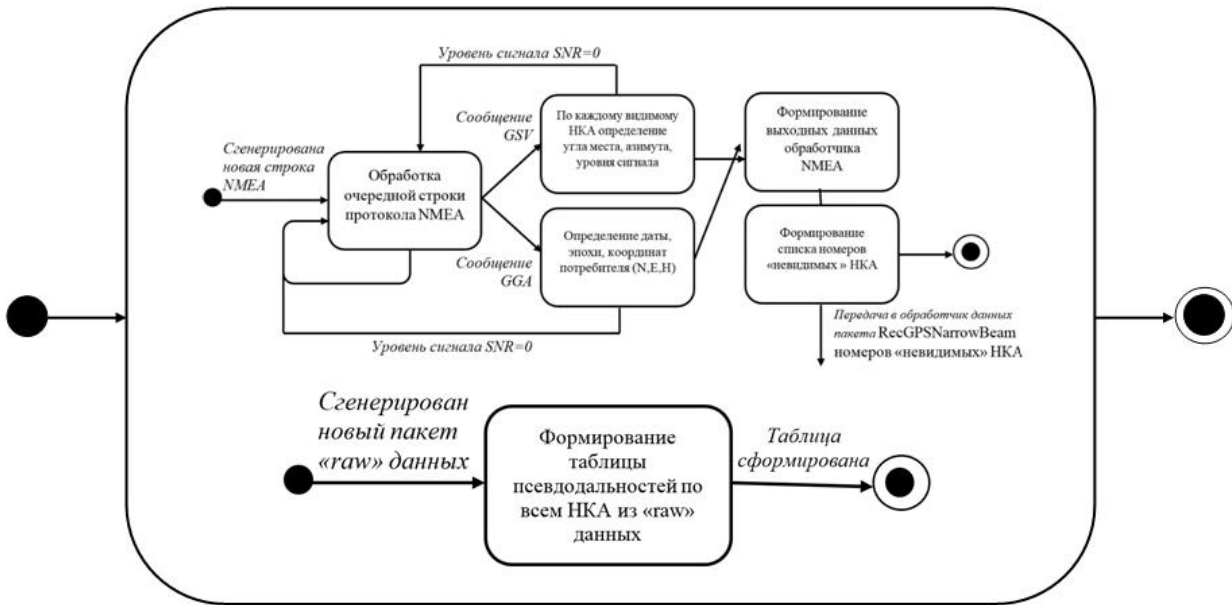 Уровень сигнала SNR=0
Сгенерирована
новая строка
NMEA
Обработка
очередной строки
протокола NMEA
Сообщение
GSV
По каждому видимому
НКА определение
угла места, азимута,
уровня сигнала
Формирование
выходных данных
обработчика
NMEA
Сообщение
GGA
Определение даты,
эпохи, координат
потребителя (N,E,H)
Формирование
списка номеров
«невидимых » НКА
Уровень сигнала SNR=0
Передача в обработчик данных
пакета RecGPSNarrowBeam
номеров «невидимых» НКА
Сгенерирован
новый пакет
«raw» данных
Формирование
таблицы
псевдодальностей по
всем НКА из «raw»
данных
Таблица
сформирована